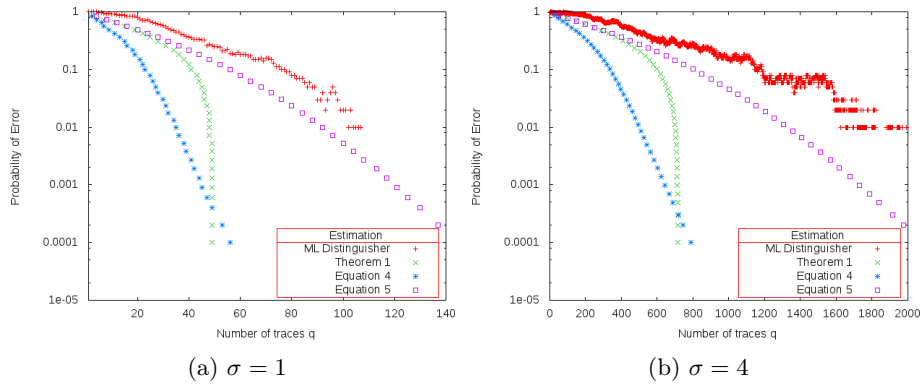 1
0.1
0.01
0.001
0.0001
1e-05
Probability of Error
20
40
60
80
100
120
140
Number of traces q
Estimation
ML Distinguisher
Theorem 1
Equation 4
Equation 5
(a) σ = 1
1
0.1
0.01
0.001
0.0001
1e-05
Probability of Error
0
200
400
600
800
1000
1200
1400
1600
1800
2000
Number of traces q
Estimation
ML Distinguisher
Theorem 1
Equation 4
Equation 5
(b) σ = 4